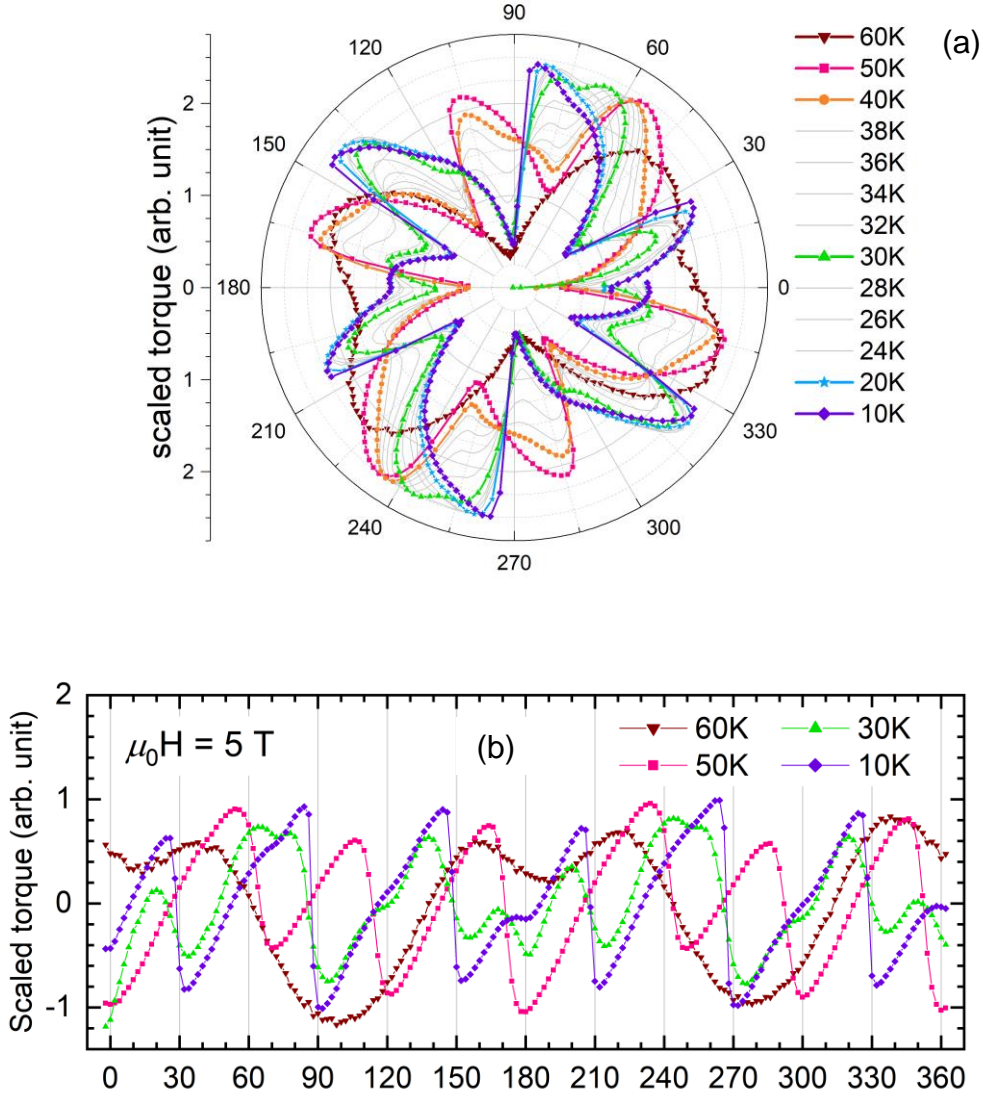 (a)
60K
50K
40K
38K
36K
34K
32K
30K
28K
26K
24K
20K
10K
scaled torque (arb. unit)
2
1
0
1
2
0
30
60
90
120
150
180
210
240
270
300
330
(b)
μ0H = 5 T
60K 30K
50K 10K
Scaled torque (arb. unit)
2
1
0
-1
0 30 60 90 120 150 180 210 240 270 300 330 360